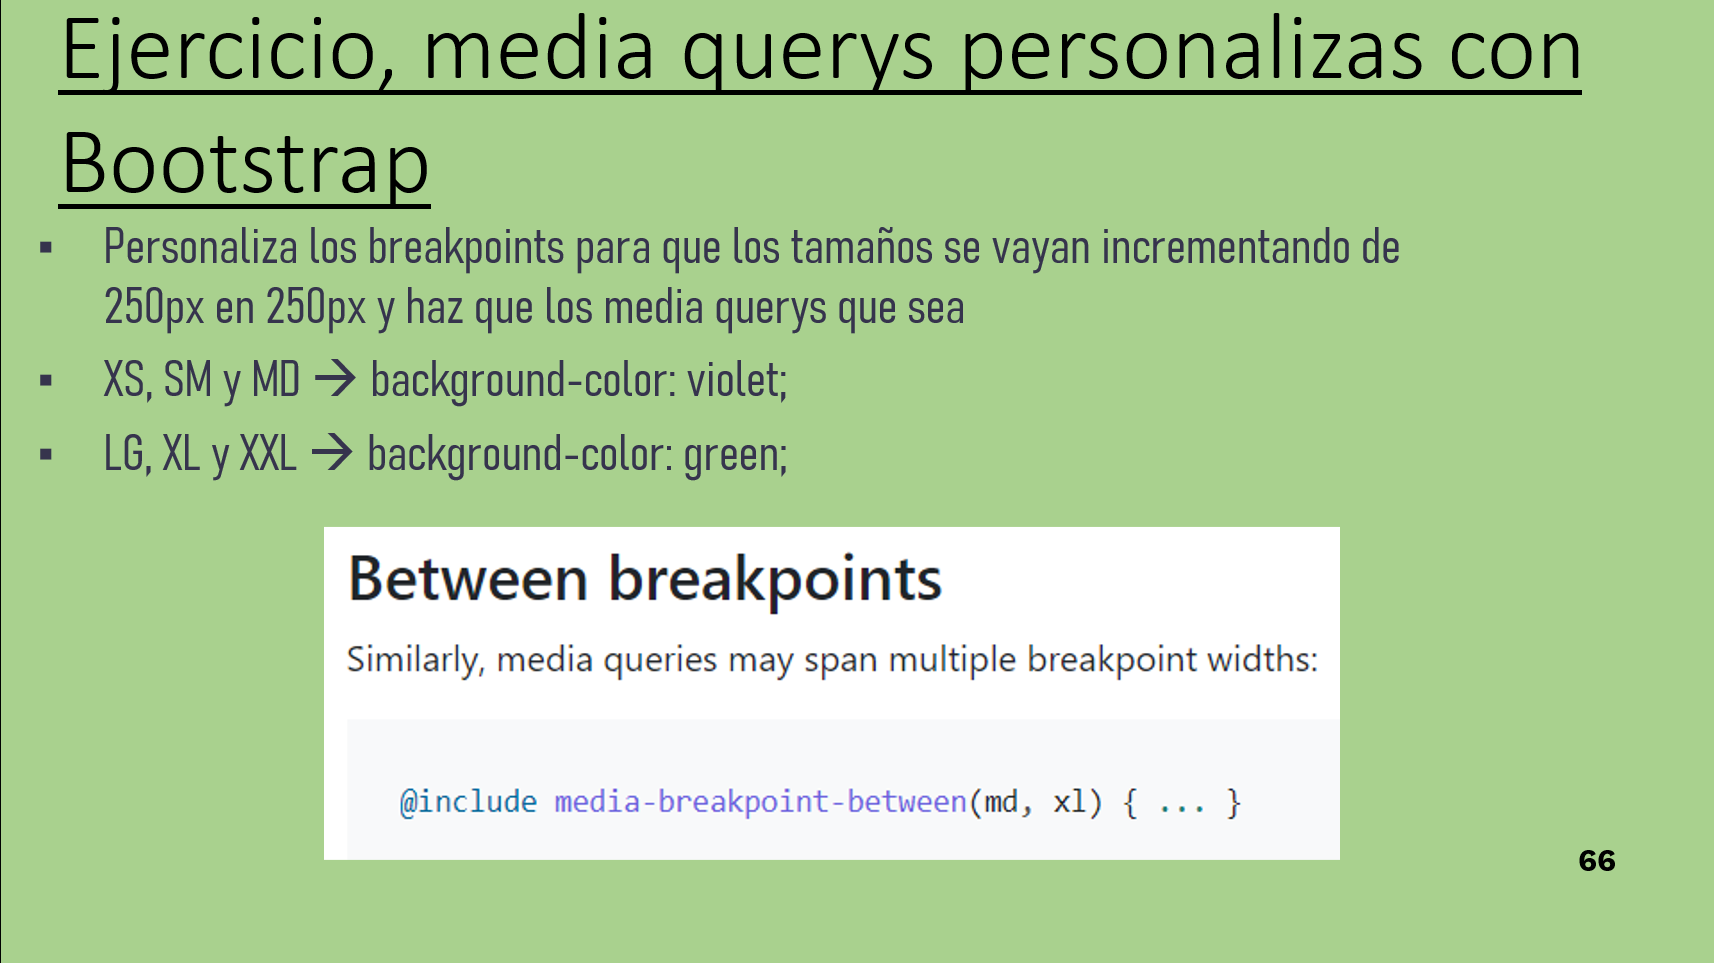 Ejercicio, media querys personalizas con
Bootstrap
▪ Personaliza los breakpoints para que los tamaños se vayan incrementando de
250px en 250px y haz que los media querys que sea
▪ XS, SM y MD → background-color: violet;
▪ LG, XL y XXL → background-color: green;
Between breakpoints
Similarly, media queries may span multiple breakpoint widths:
@include media-breakpoint-between(md, xl) { ... }
66